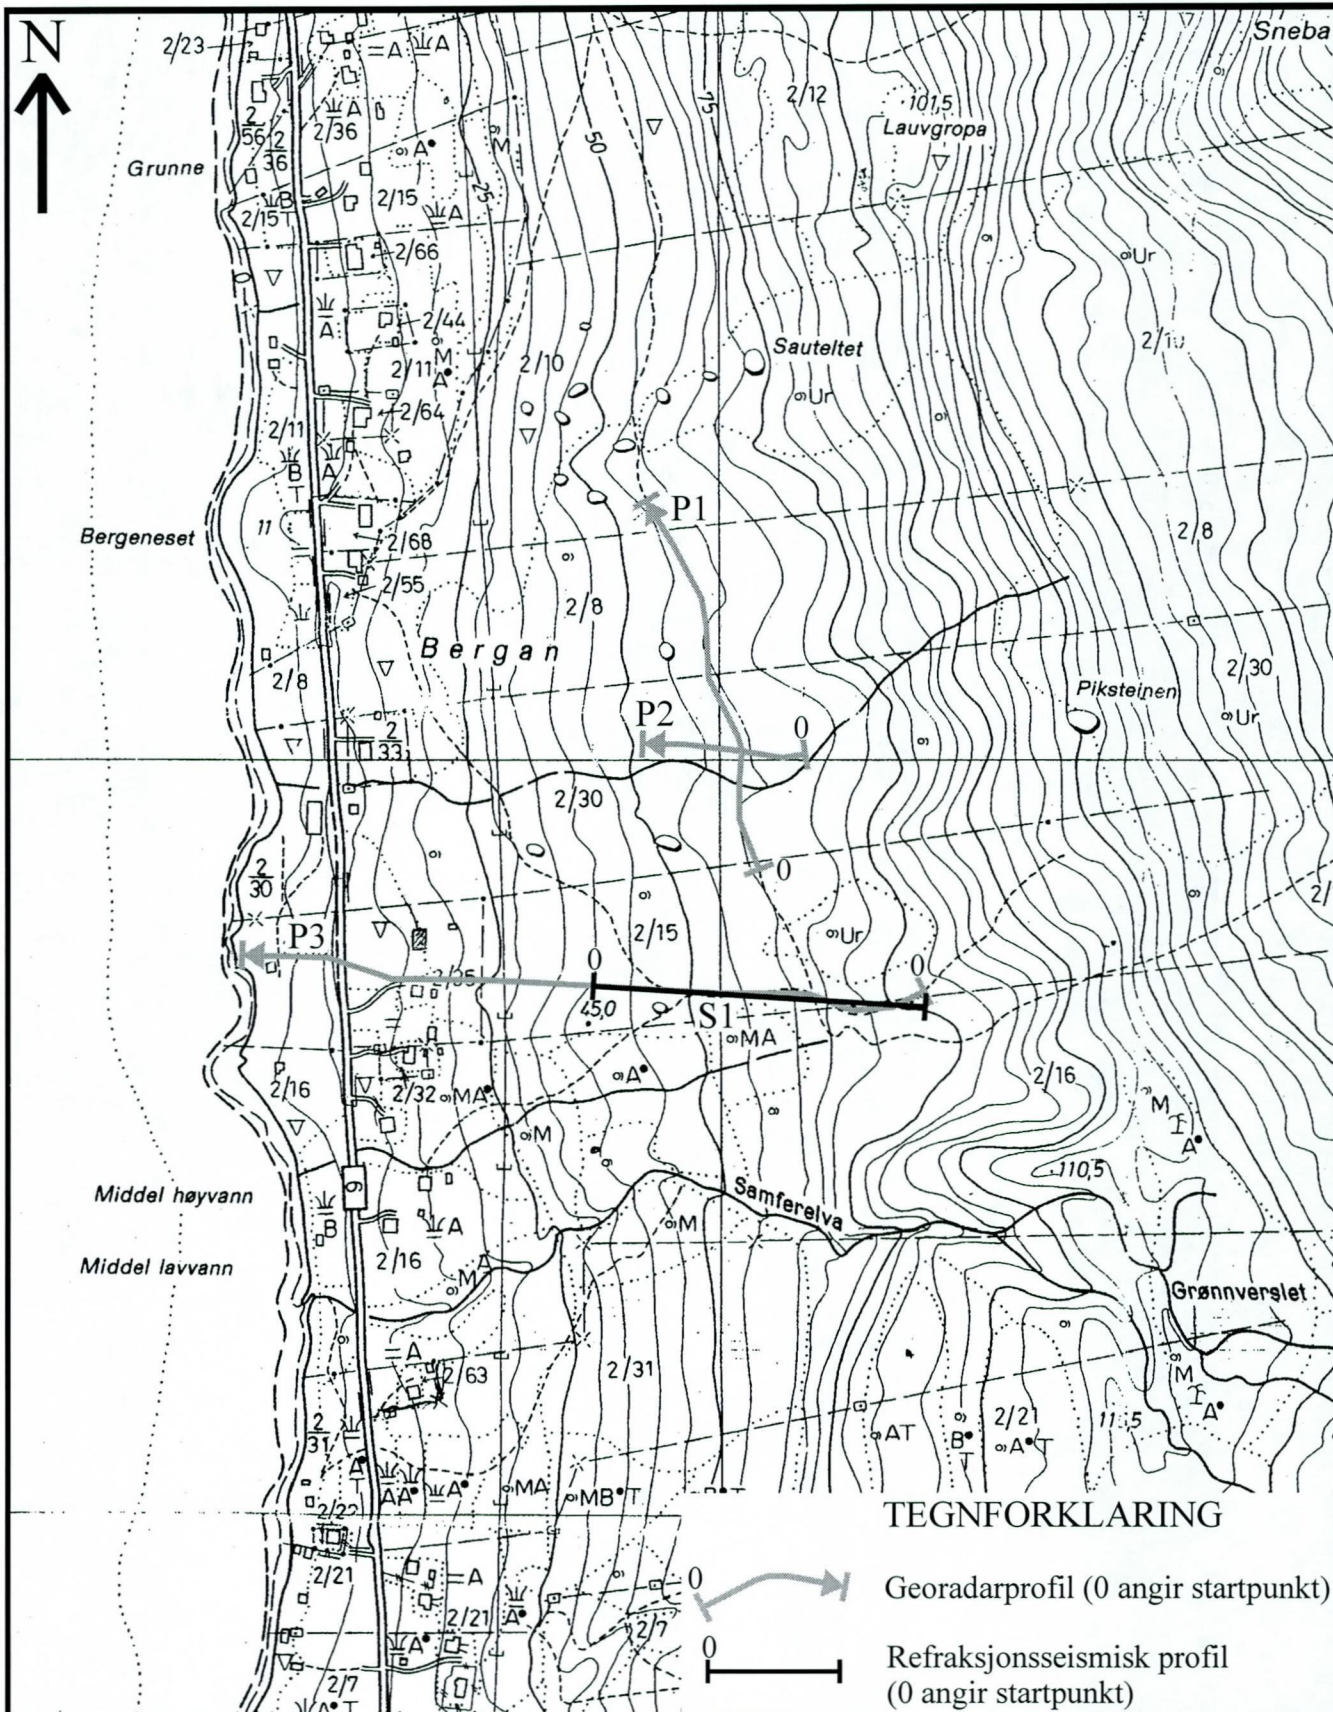 N
2/23
A
A
2/12
101,5
Lauvgropa
Sneba
75
2
56
2
36
A
2/36
A
M
50
Grunne
B
T
2/15
2/15
A
25
2/66
Ur
A
2/44
M
2/11
A
2/10
Sauteltet
Ur
2/64
2/11
B
T
A
P1
Bergeneset
11
2/68
2/55
2/8
2/8
Bergan
2/8
2/30
Piksteinen
Ur
P2
0
2
33
2/30
0
2
30
P3
2/15
Ur
0
0
45,0
S1
MA
2/16
2/32
MA
A
2/16
M
M
A
110,5
Middel høyvann
6
B
A
Samferelva
M
2/16
Middel lavvann
M
A
Grønnverslet
A
2/63
2/31
M
A
2
31
AT
B
T
2/21
A T
A
T
A
A
A
MA
MB T
2/22
2/21
A
2/21
A
A
2/7
2/7
TEGNFORKLARING
0
Georadarprofil (0 angir startpunkt)
0
Refraksjonsseismisk profil
(0 angir startpunkt)